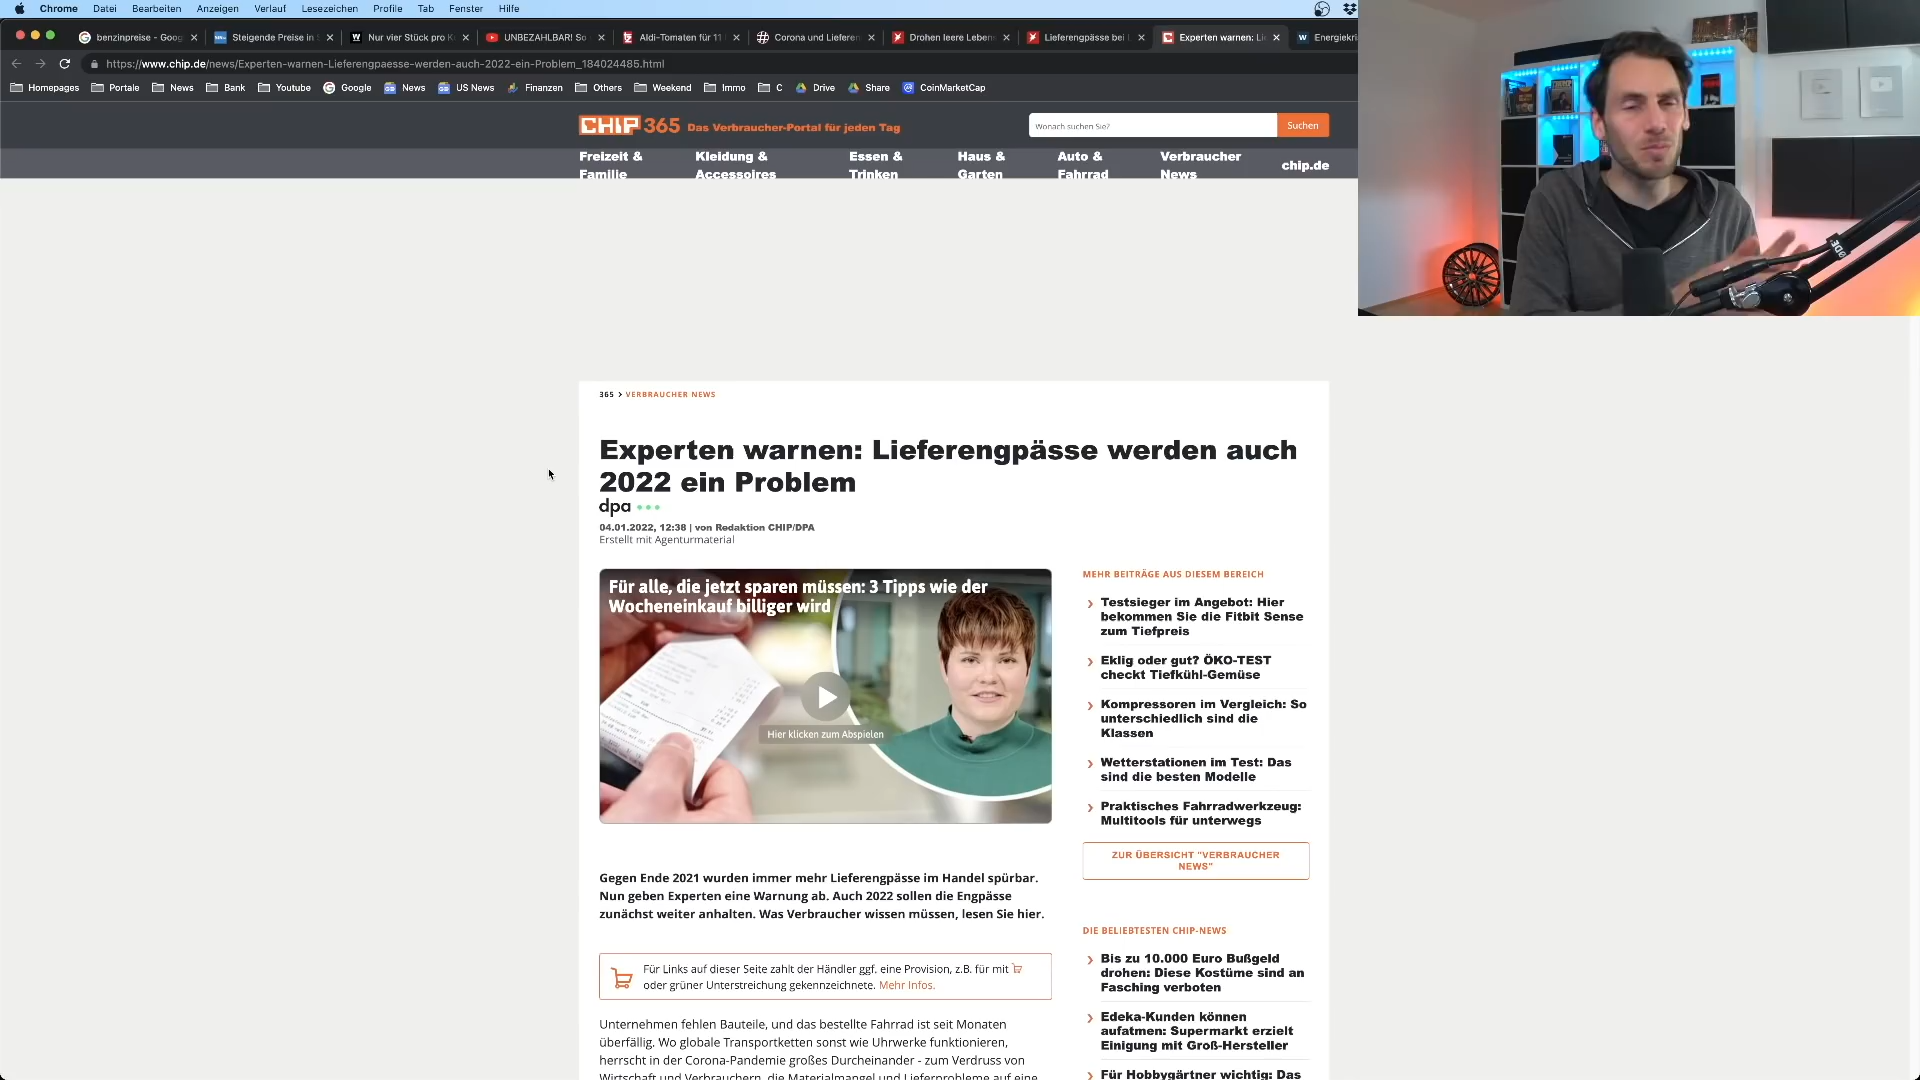 Chrome Datei Bearbeiten Anzeigen Verlauf Lesezeichen Profile Tab Fenster Hilfe
benzinpreise - Goog
Steigende Preise in
Nur vier Stück pro K
UNBEZAHLBAR! So
Aldi-Tomaten für 11
Corona und Lieferen
Drohen leere Leben
Lieferengpässe bei
Experten warnen: Li
Energiekri
https://www.chip.de/news/Experten-warnen-Lieferengpaesse-werden-auch-2022-ein-Problem_184024485.html
Homepages Portale News Bank Youtube Google News US News Finanzen Others Weekend Immo C Drive Share CoinMarketCap
CHIP 365 Das Verbraucher-Portal für jeden Tag
Wonach suchen Sie?
Suchen
Freizeit & Familie
Kleidung & Accessoires
Essen & Trinken
Haus & Garten
Auto & Fahrrad
Verbraucher News
chip.de
365 > VERBRAUCHER NEWS
Experten warnen: Lieferengpässe werden auch
2022 ein Problem
dpa
04.01.2022, 12:38 | von Redaktion CHIP/DPA
Erstellt mit Agenturmaterial
Für alle, die jetzt sparen müssen: 3 Tipps wie der
Wocheneinkauf billiger wird
Hier klicken zum Abspielen
Gegen Ende 2021 wurden immer mehr Lieferengpässe im Handel spürbar.
Nun geben Experten eine Warnung ab. Auch 2022 sollen die Engpässe
zunächst weiter anhalten. Was Verbraucher wissen müssen, lesen Sie hier.
Für Links auf dieser Seite zahlt der Händler ggf. eine Provision, z.B. für mit
oder grüner Unterstreichung gekennzeichnete. Mehr Infos.
Unternehmen fehlen Bauteile, und das bestellte Fahrrad ist seit Monaten
überfällig. Wo globale Transportketten sonst wie Uhrwerke funktionieren,
herrscht in der Corona-Pandemie großes Durcheinander - zum Verdruss von
Wirtschaft und Verbrauchern, die Materialmangel und Lieferprobleme auf eine
MEHR BEITRÄGE AUS DIESEM BEREICH
Testsieger im Angebot: Hier
bekommen Sie die Fitbit Sense
zum Tiefpreis
Eklig oder gut? ÖKO-TEST
checkt Tiefkühl-Gemüse
Kompressoren im Vergleich: So
unterschiedlich sind die
Klassen
Wetterstationen im Test: Das
sind die besten Modelle
Praktisches Fahrradwerkzeug:
Multitools für unterwegs
ZUR ÜBERSICHT "VERBRAUCHER
NEWS"
DIE BELIEBTESTEN CHIP-NEWS
Bis zu 10.000 Euro Bußgeld
drohen: Diese Kostüme sind an
Fasching verboten
Edeka-Kunden können
aufatmen: Supermarkt erzielt
Einigung mit Groß-Hersteller
Für Hobbygärtner wichtig: Das